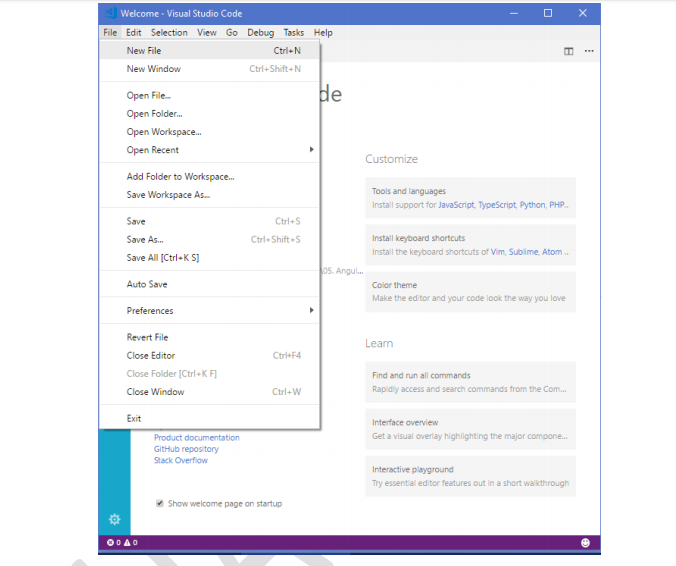 Welcome - Visual Studio Code
File Edit Selection View Go Debug Tasks Help
New File Ctrl+N
New Window Ctrl+Shift+N
Open File...
Open Folder...
Open Workspace...
Open Recent
Add Folder to Workspace...
Save Workspace As...
Save Ctrl+S
Save As... Ctrl+Shift+S
Save All [Ctrl+K S]
Auto Save
Preferences
Revert File
Close Editor Ctrl+F4
Close Folder [Ctrl+K F]
Close Window Ctrl+W
Exit
de
\05. Angul...
Product documentation
GitHub repository
Stack Overflow
Show welcome page on startup
Customize
Tools and languages
Install support for JavaScript, TypeScript, Python, PHP...
Install keyboard shortcuts
Install the keyboard shortcuts of Vim, Sublime, Atom ...
Color theme
Make the editor and your code look the way you love
Learn
Find and run all commands
Rapidly access and search commands from the Com...
Interface overview
Get a visual overlay highlighting the major compone...
Interactive playground
Try essential editor features out in a short walkthrough
0 0